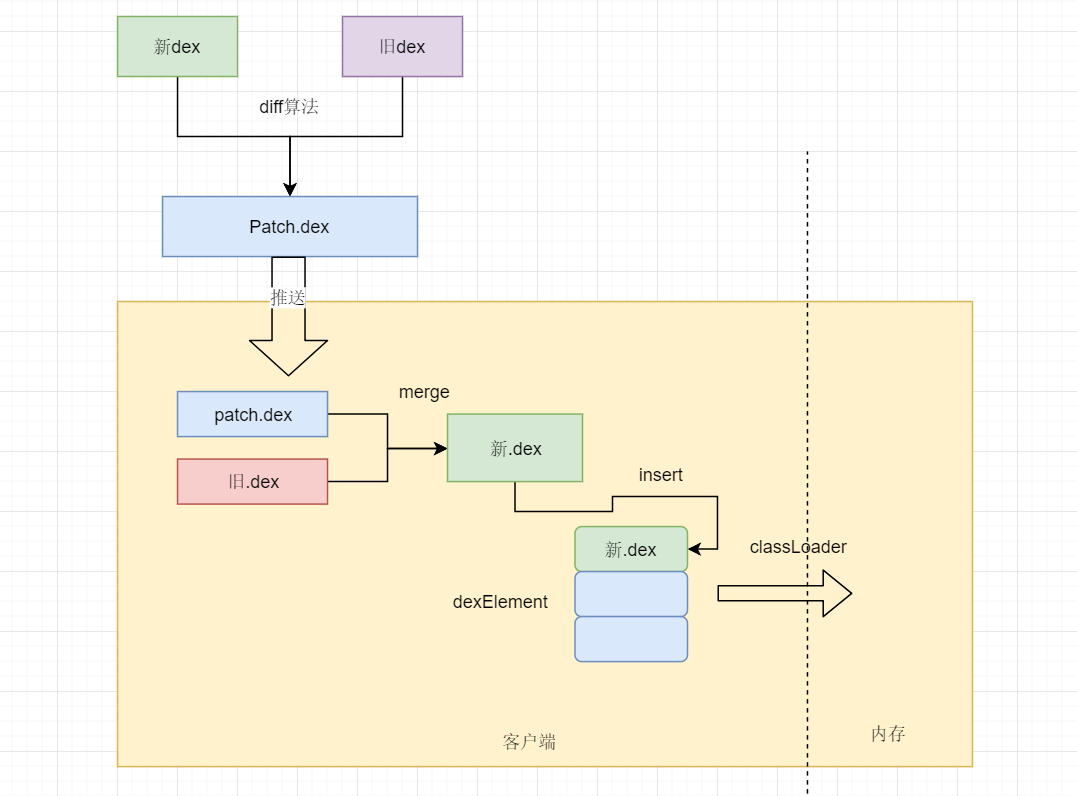 新dex
旧dex
diff算法
Patch.dex
推送
merge
patch.dex
新.dex
旧.dex
insert
新.dex
classLoader
dexElement
客户端
内存